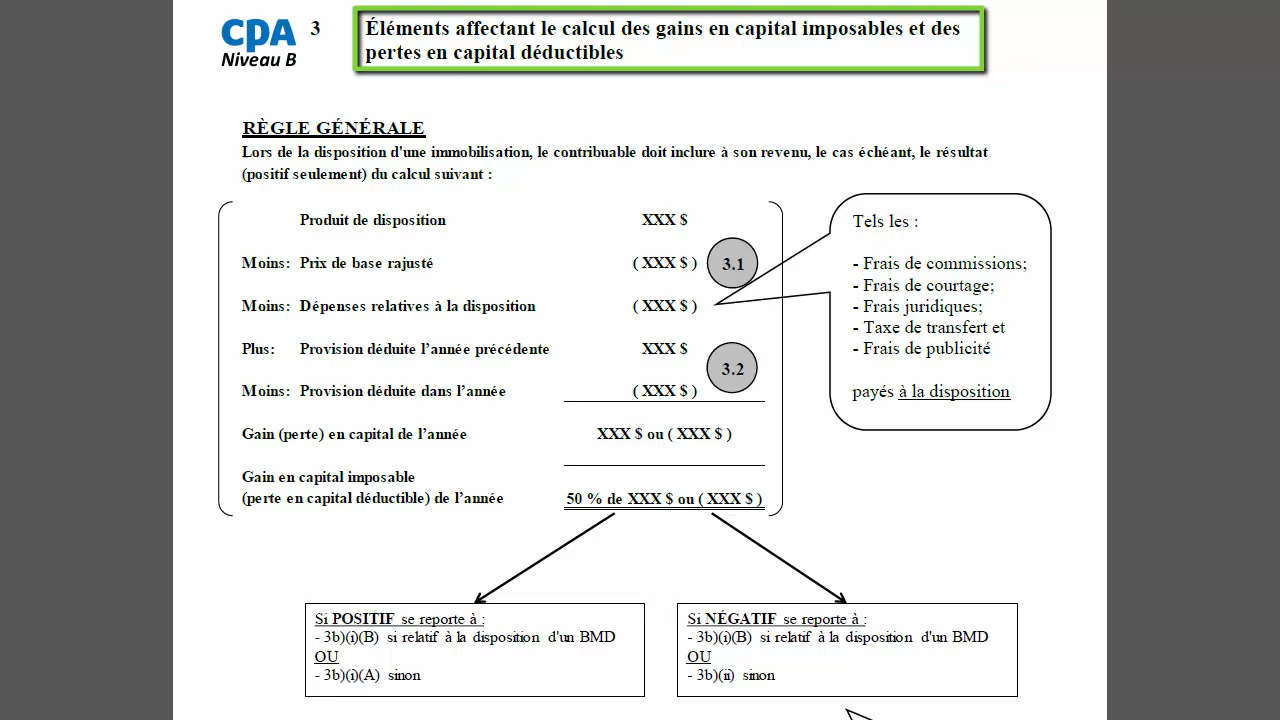 CPA
Niveau B
3
Éléments affectant le calcul des gains en capital imposables et des
pertes en capital déductibles
RÈGLE GÉNÉRALE
Lors de la disposition d'une immobilisation, le contribuable doit inclure à son revenu, le cas échéant, le résultat
(positif seulement) du calcul suivant :
Produit de disposition XXX $
Moins: Prix de base rajusté ( XXX $ ) 3.1
Moins: Dépenses relatives à la disposition ( XXX $ )
Plus: Provision déduite l’année précédente XXX $
3.2
Moins: Provision déduite dans l’année ( XXX $ )
Gain (perte) en capital de l’année XXX $ ou ( XXX $ )
Gain en capital imposable
(perte en capital déductible) de l’année 50 % de XXX $ ou ( XXX $ )
Tels les :
- Frais de commissions;
- Frais de courtage;
- Frais juridiques;
- Taxe de transfert et
- Frais de publicité
payés à la disposition
Si POSITIF se reporte à :
- 3b)(i)(B) si relatif à la disposition d'un BMD
OU
- 3b)(i)(A) sinon
Si NÉGATIF se reporte à :
- 3b)(i)(B) si relatif à la disposition d'un BMD
OU
- 3b)(ii) sinon